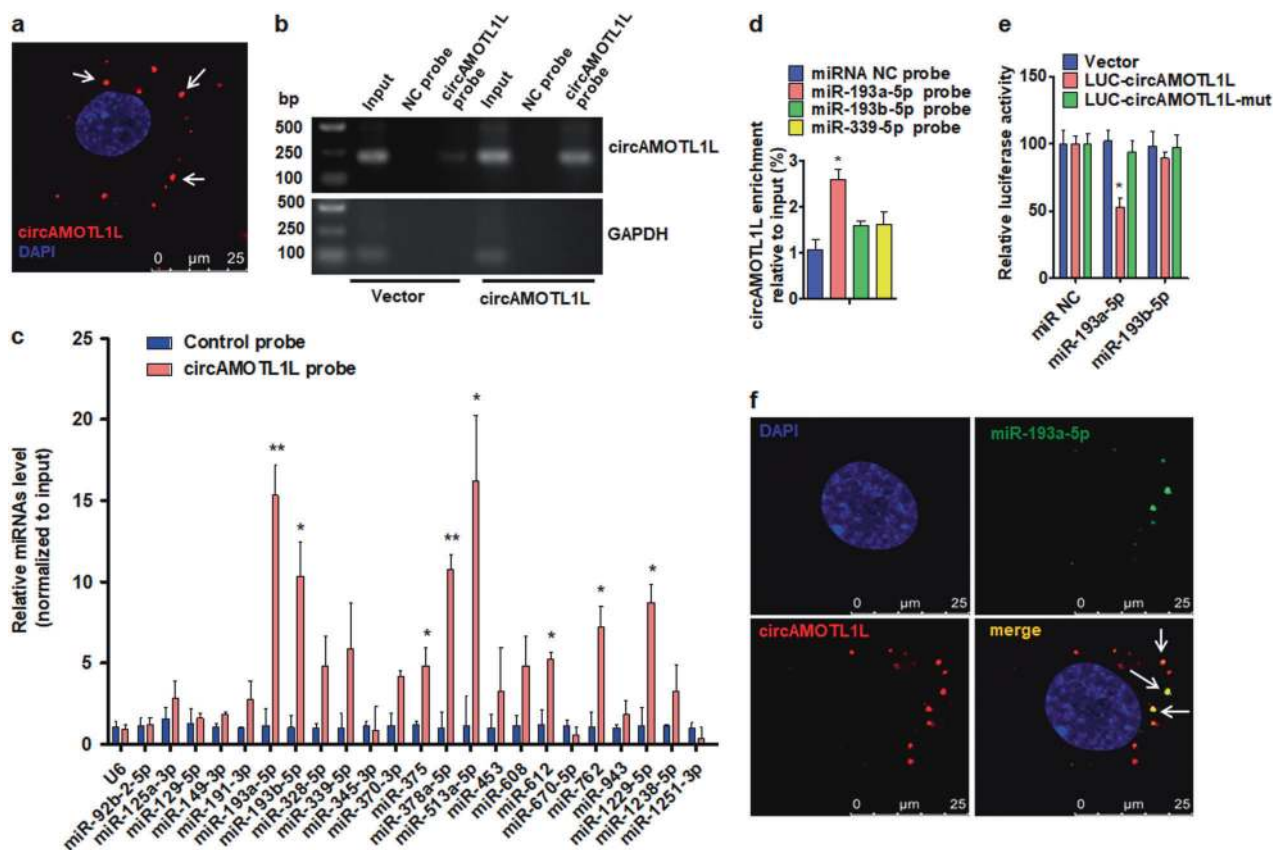 a
circAMOTL1L
DAPI
0 µm 25
b
bp
500
250
100
500
250
100
Input
NC probe
circAMOTL1L
probe
Input
NC probe
circAMOTL1L
probe
circAMOTL1L
GAPDH
Vector
circAMOTL1L
c
Control probe
circAMOTL1L probe
Relative miRNAs level
(normalized to input)
25
20
15
10
5
0
** * * ** * * * *
U6
miR-92b-2-5p
miR-125a-3p
miR-129-5p
miR-149-3p
miR-191-3p
miR-193a-5p
miR-193b-5p
miR-328-5p
miR-339-5p
miR-345-3p
miR-370-3p
miR-375
miR-378a-5p
miR-513a-5p
miR-453
miR-608
miR-612
miR-670-5p
miR-762
miR-943
miR-1229-5p
miR-1238-5p
miR-1251-3p
d
miRNA NC probe
miR-193a-5p probe
miR-193b-5p probe
miR-339-5p probe
circAMOTL1L enrichment
relative to input (%)
3
2
1
0
*
e
Vector
LUC-circAMOTL1L
LUC-circAMOTL1L-mut
Relative luciferase activity
150
100
50
0
*
miR NC
miR-193a-5p
miR-193b-5p
f
DAPI
0 µm 25
miR-193a-5p
0 µm 25
circAMOTL1L
0 µm 25
merge
0 µm 25